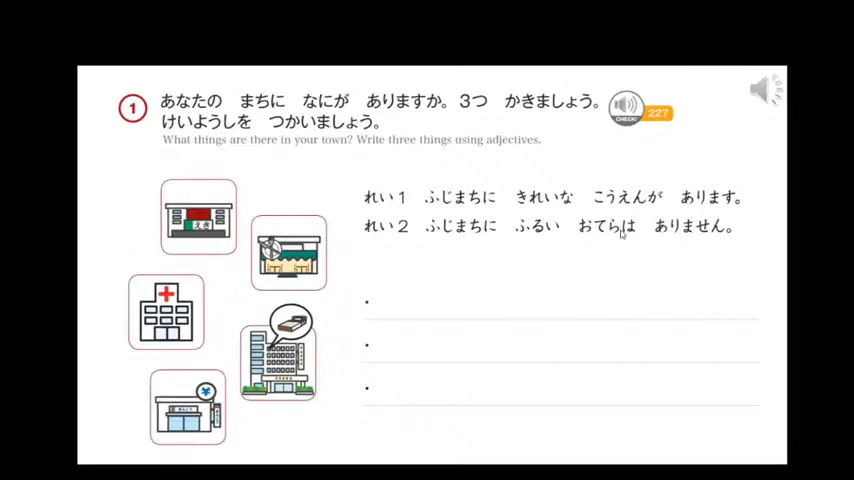 1
あなたの まちに なにが ありますか。3つ かきましょう。
けいようしを つかいましょう。
CHECK!
227
What things are there in your town? Write three things using adjectives.
れい1 ふじまちに きれいな こうえんが あります。
れい2 ふじまちに ふるい おてらは ありません。
えき
¥
・
・
・